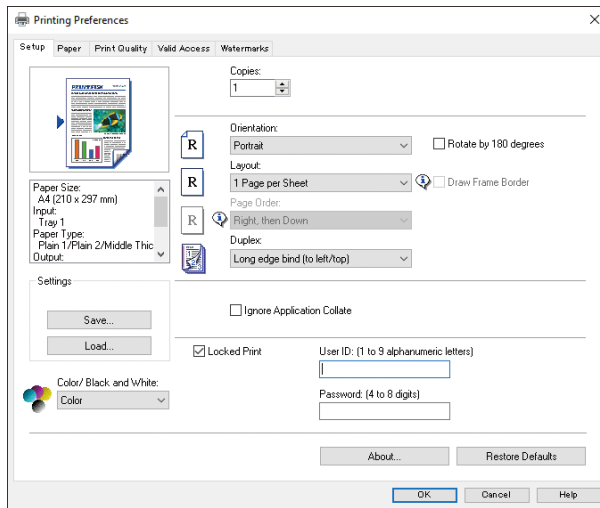 Printing Preferences
Setup Paper Print Quality Valid Access Watermarks
Copies:
1
Orientation:
R Portrait Rotate by 180 degrees
Layout:
R 1 Page per Sheet Draw Frame Border
Page Order:
R Right, then Down
Duplex:
Long edge bind (to left/top)
Paper Size:
A4 (210 x 297 mm)
Input:
Tray 1
Paper Type:
Plain 1/Plain 2/Middle Thic
Output:
Settings
Save...
Load...
Ignore Application Collate
Locked Print User ID: (1 to 9 alphanumeric letters)
Password: (4 to 8 digits)
Color/ Black and White:
Color
About... Restore Defaults
OK Cancel Help